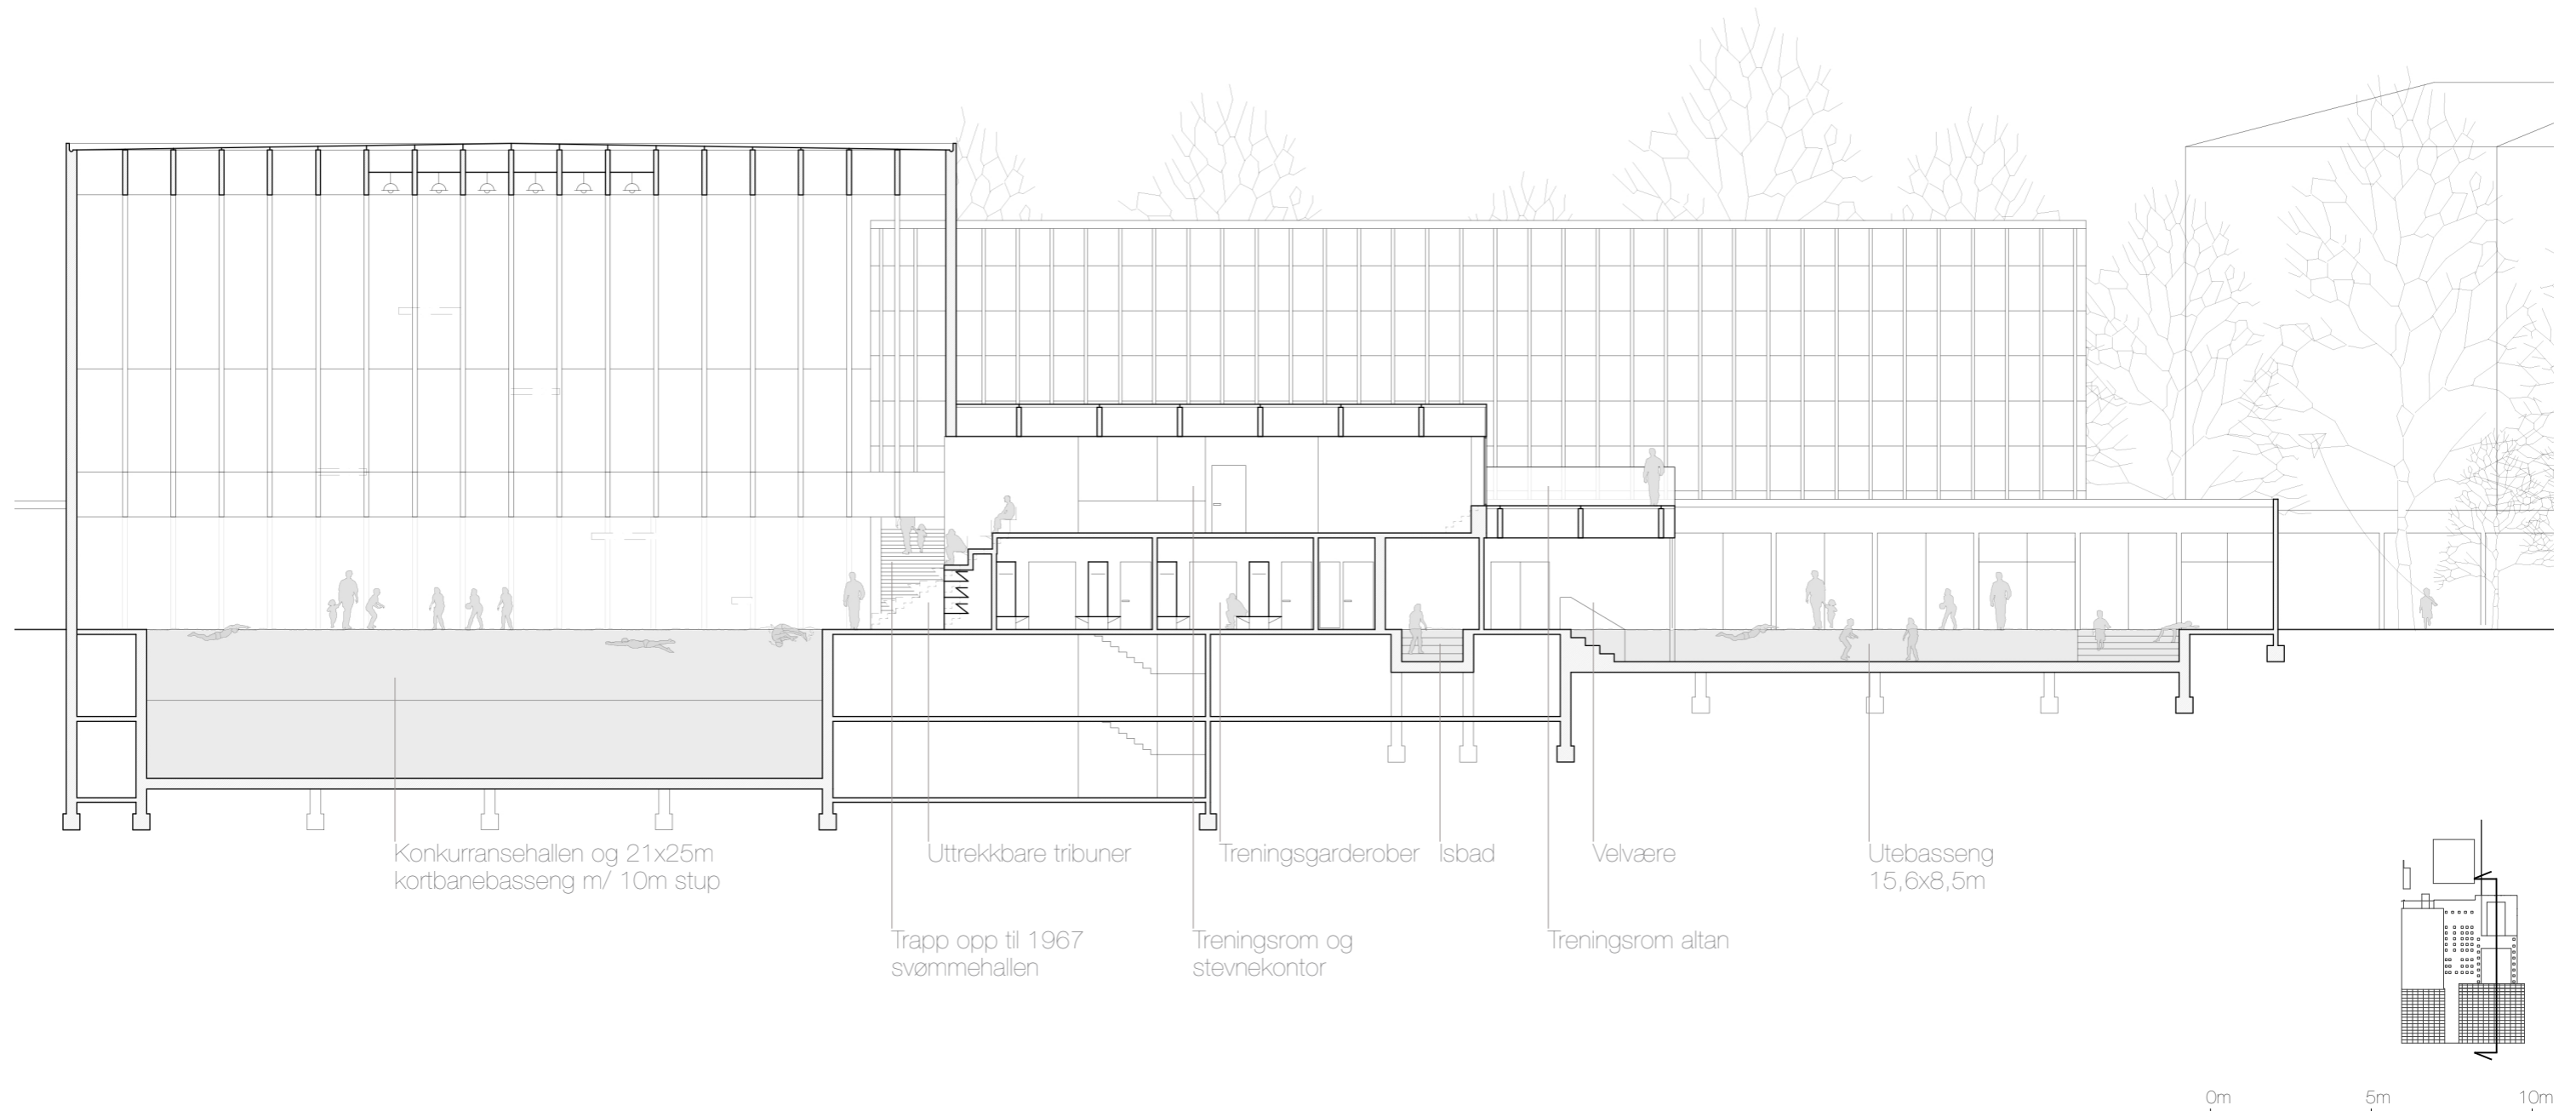 Konkurransehallen og 21x25m
kortbanebasseng m/ 10m stup
Uttrekkbare tribuner
Treningsgarderober
Isbad
Velvære
Utebasseng
15,6x8,5m
Trapp opp til 1967
svømmehallen
Treningsrom og
stevnekontor
Treningsrom altan
0m
5m
10m